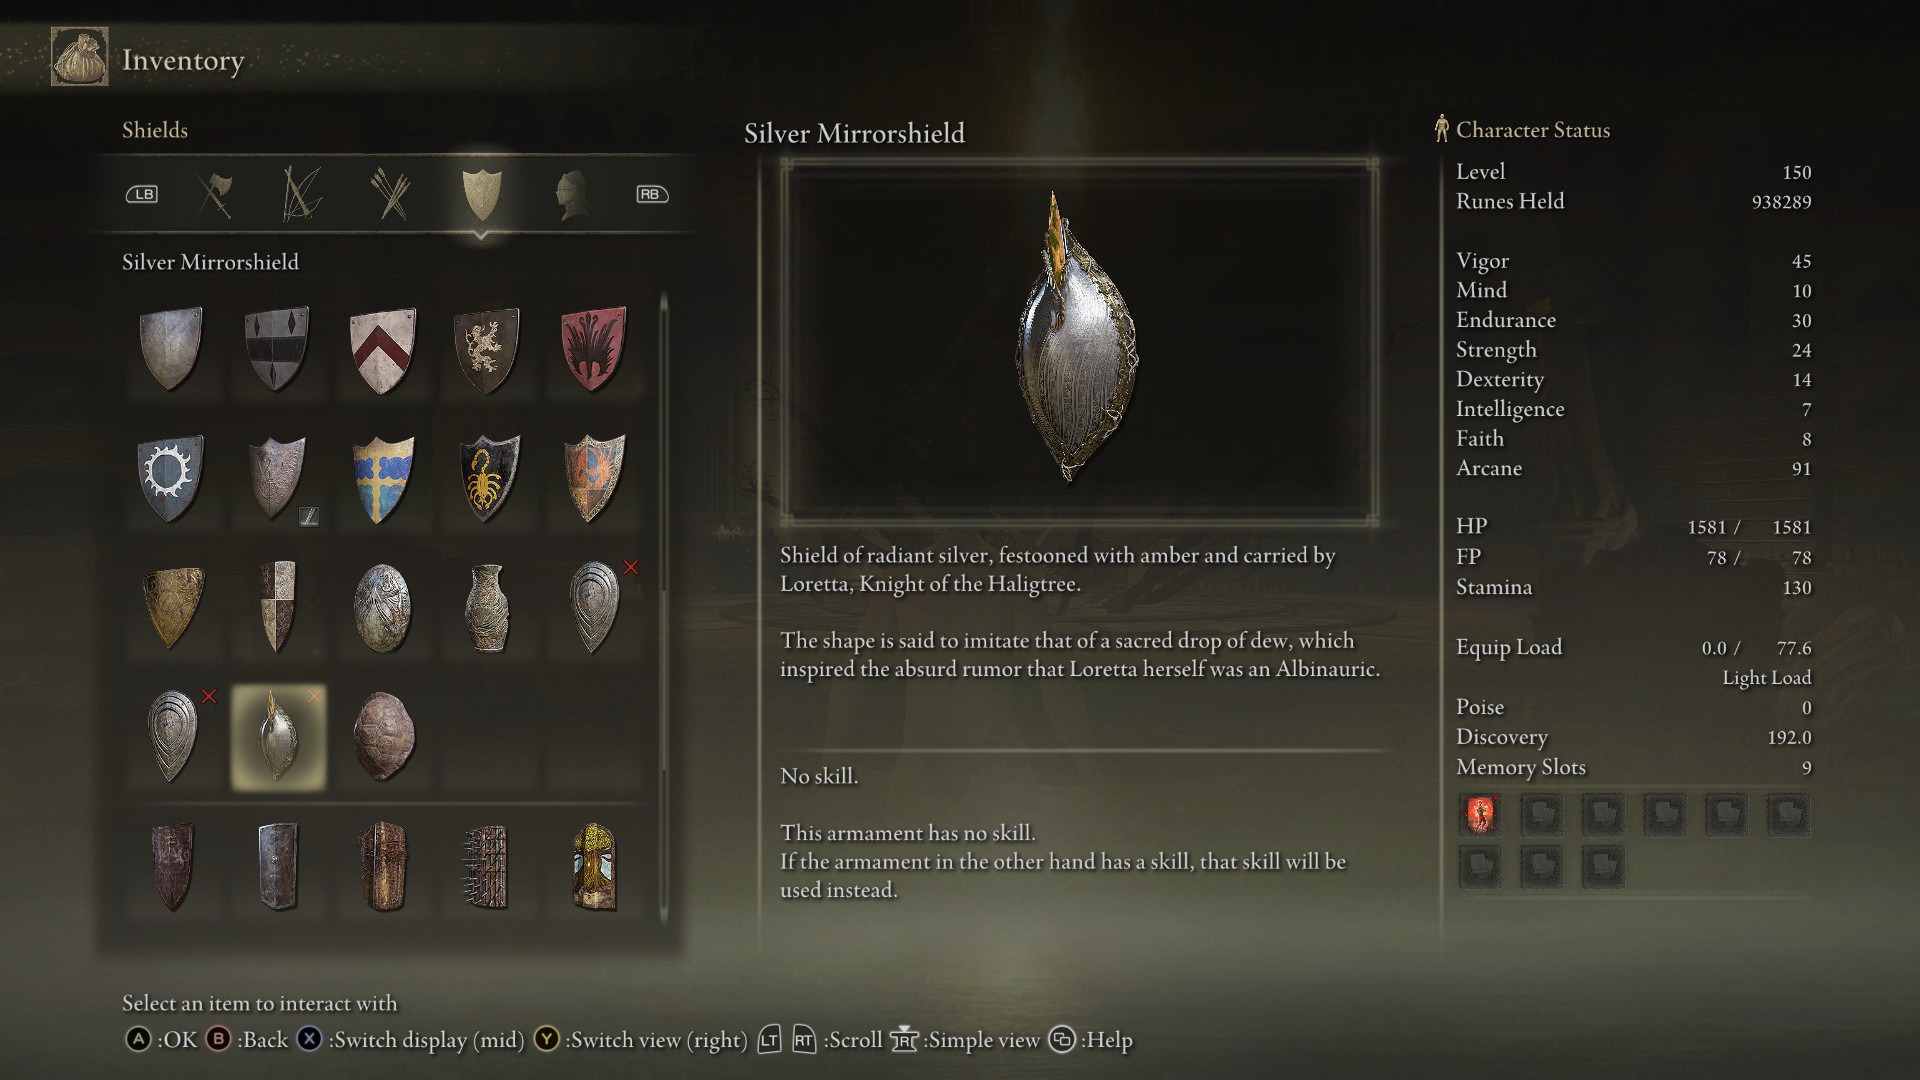 Inventory
Shields
LB
RB
Silver Mirrorshield
Silver Mirrorshield
Shield of radiant silver, festooned with amber and carried by
Loretta, Knight of the Haligtree.
The shape is said to imitate that of a sacred drop of dew, which
inspired the absurd rumor that Loretta herself was an Albinauric.
No skill.
This armament has no skill.
If the armament in the other hand has a skill, that skill will be
used instead.
Character Status
Level 150
Runes Held 938289
Vigor 45
Mind 10
Endurance 30
Strength 24
Dexterity 14
Intelligence 7
Faith 8
Arcane 91
HP 1581 / 1581
FP 78 / 78
Stamina 130
Equip Load 0.0 / 77.6
Light Load
Poise 0
Discovery 192.0
Memory Slots 9
Select an item to interact with
A :OK B :Back X :Switch display (mid) Y :Switch view (right) LT RT :Scroll R :Simple view :Help